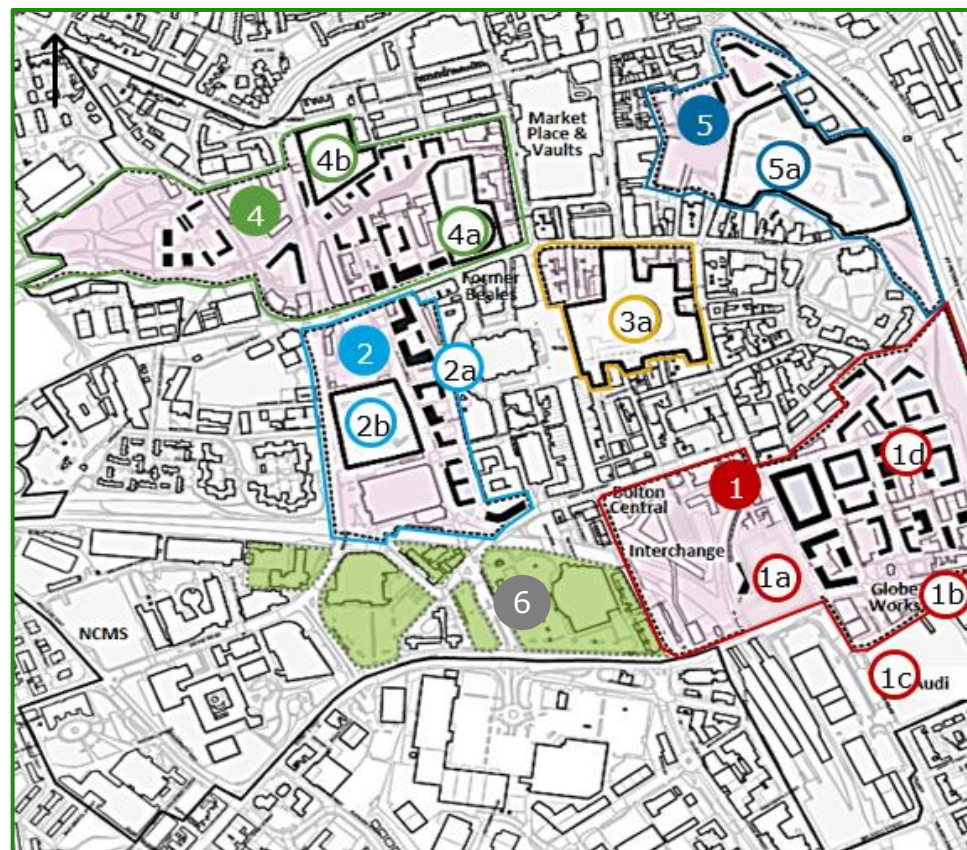 Market
Place &
Vaults
5
4b
5a
4
4a
Former
Beales
3a
2
2a
2b
1d
1
Bolton
Central
Interchange
1a
Globe
Works
1b
6
NCMS
1c
Audi